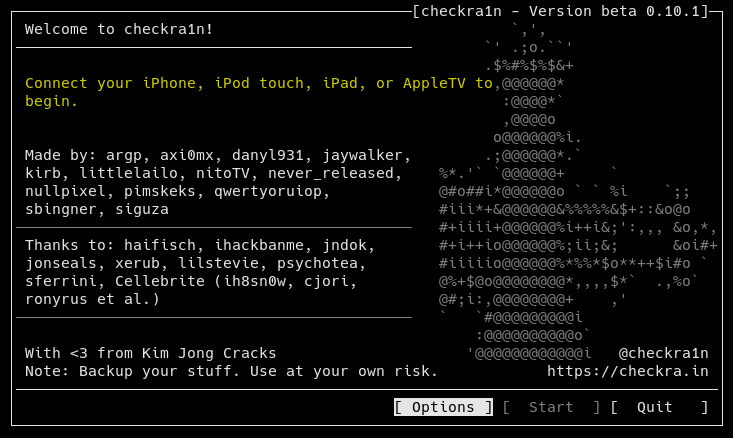 [checkra1n - Version beta 0.10.1]
Welcome to checkra1n!
Connect your iPhone, iPod touch, iPad, or AppleTV to
begin.
Made by: argp, axi0mx, danyl931, jaywalker,
kirb, littlelailo, nitoTV, never_released,
nullpixel, pimskeks, qwertyoruiop,
sbingner, siguza
Thanks to: haifisch, ihackbanme, jndok,
jonseals, xerub, lilstevie, psychotea,
sferrini, Cellebrite (ih8sn0w, cjori,
ronyrus et al.)
With <3 from Kim Jong Cracks @checkra1n
Note: Backup your stuff. Use at your own risk. https://checkra.in
[ Options ] [ Start ] [ Quit ]